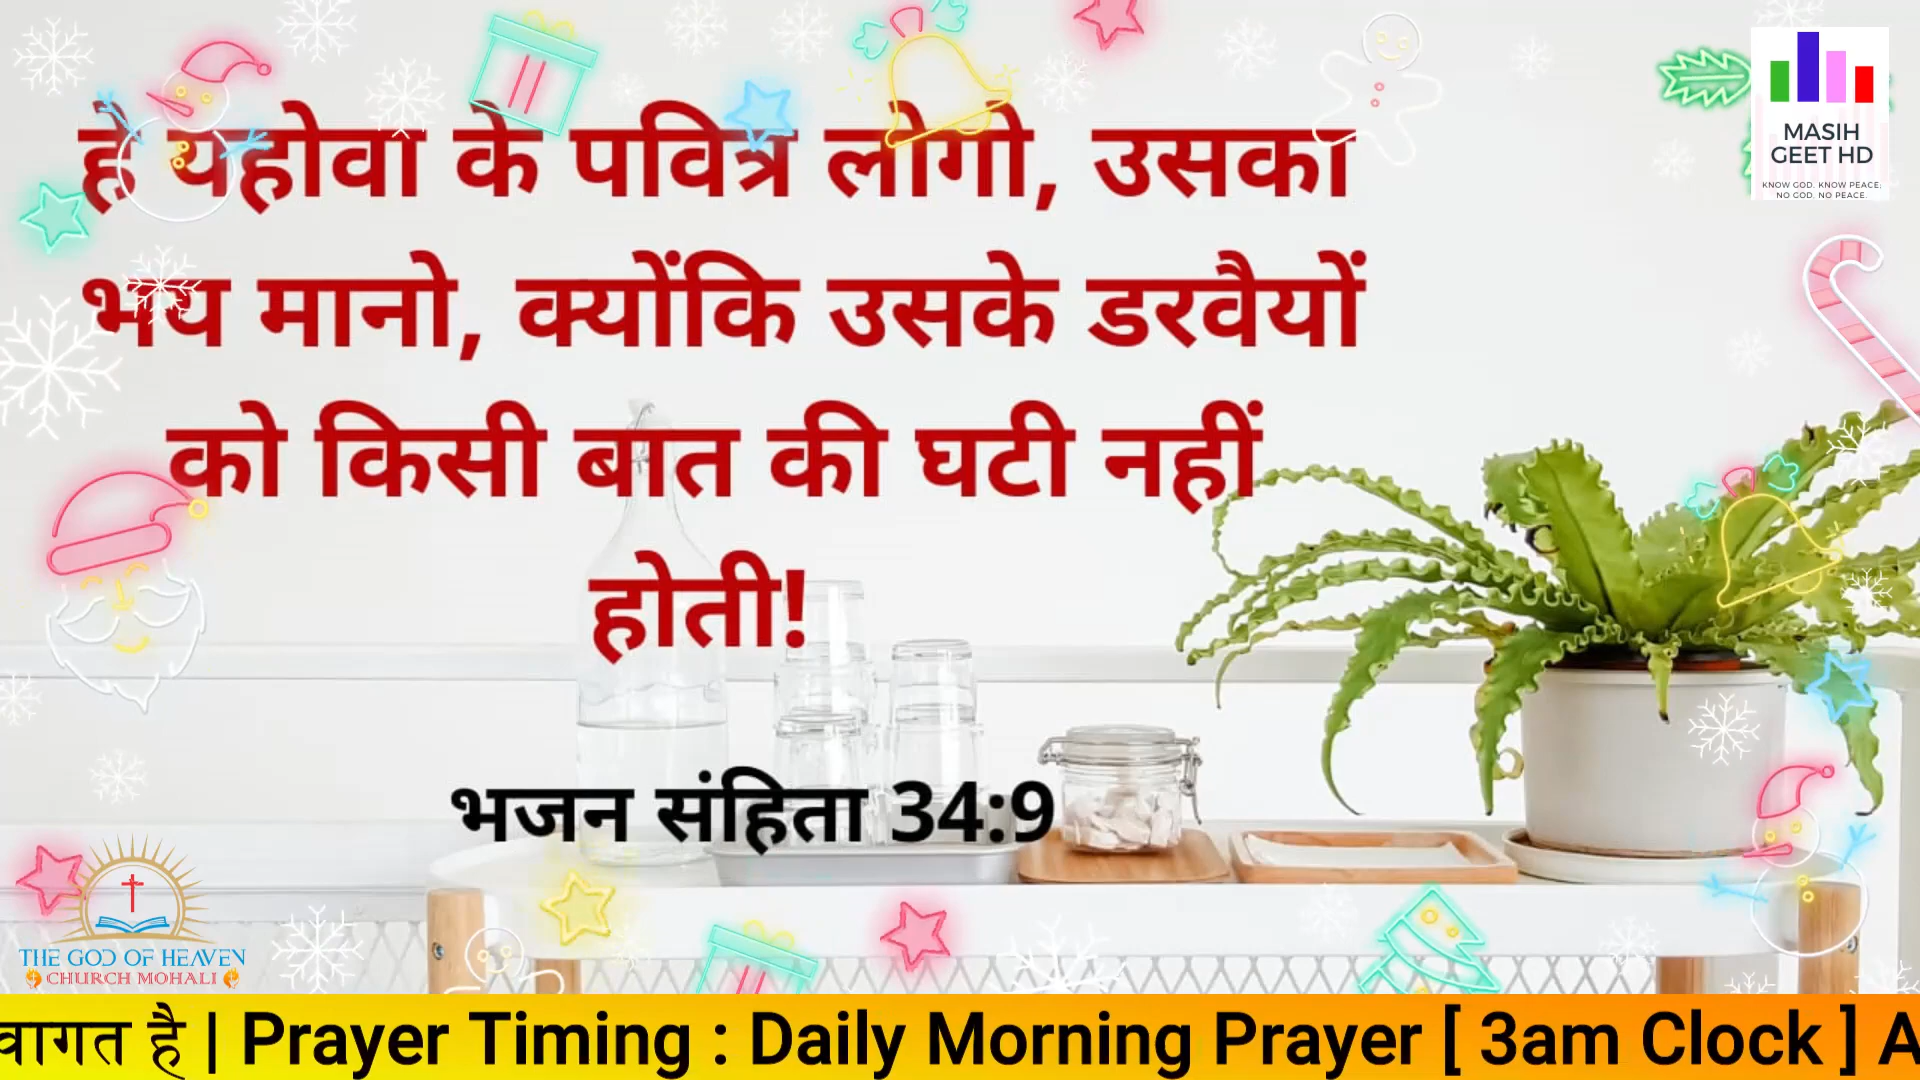 हे यहोवा के पवित्र लोगो, उसका
भय मानो, क्योंकि उसके डरवैयों
को किसी बात की घटी नहीं
होती!
भजन संहिता 34:9
MASIH
GEET HD
KNOW GOD. KNOW PEACE;
NO GOD. NO PEACE.
THE GOD OF HEAVEN
CHURCH MOHALI
वागत है | Prayer Timing : Daily Morning Prayer [ 3am Clock ] A